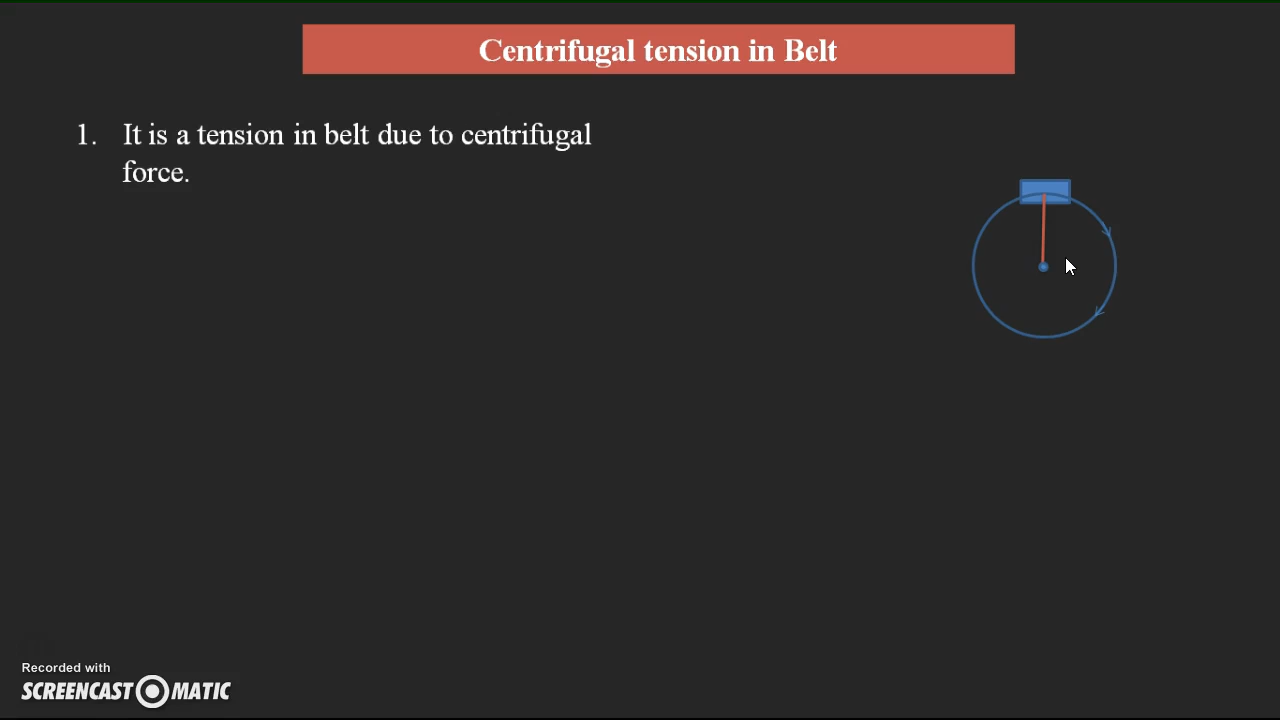 Centrifugal tension in Belt
1. It is a tension in belt due to centrifugal
force.
Recorded with
SCREENCAST MATIC